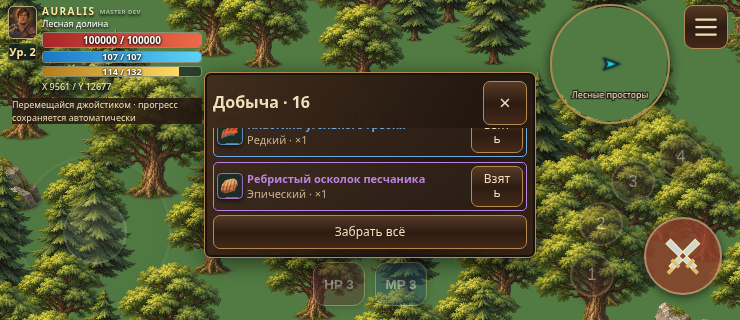 AURALIS MASTER DEV
Лесная долина
100000 / 100000
Ур. 2
107 / 107
114 / 132
X 9561 / Y 12677
Перемещайся джойстиком · прогресс
сохраняется автоматически
Добыча · 16
×
Взят
ь
Редкий · ×1
Ребристый осколок песчаника
Эпический · ×1
Взят
ь
Забрать всё
Лесные просторы
4
3
2
1
HP 3
MP 3